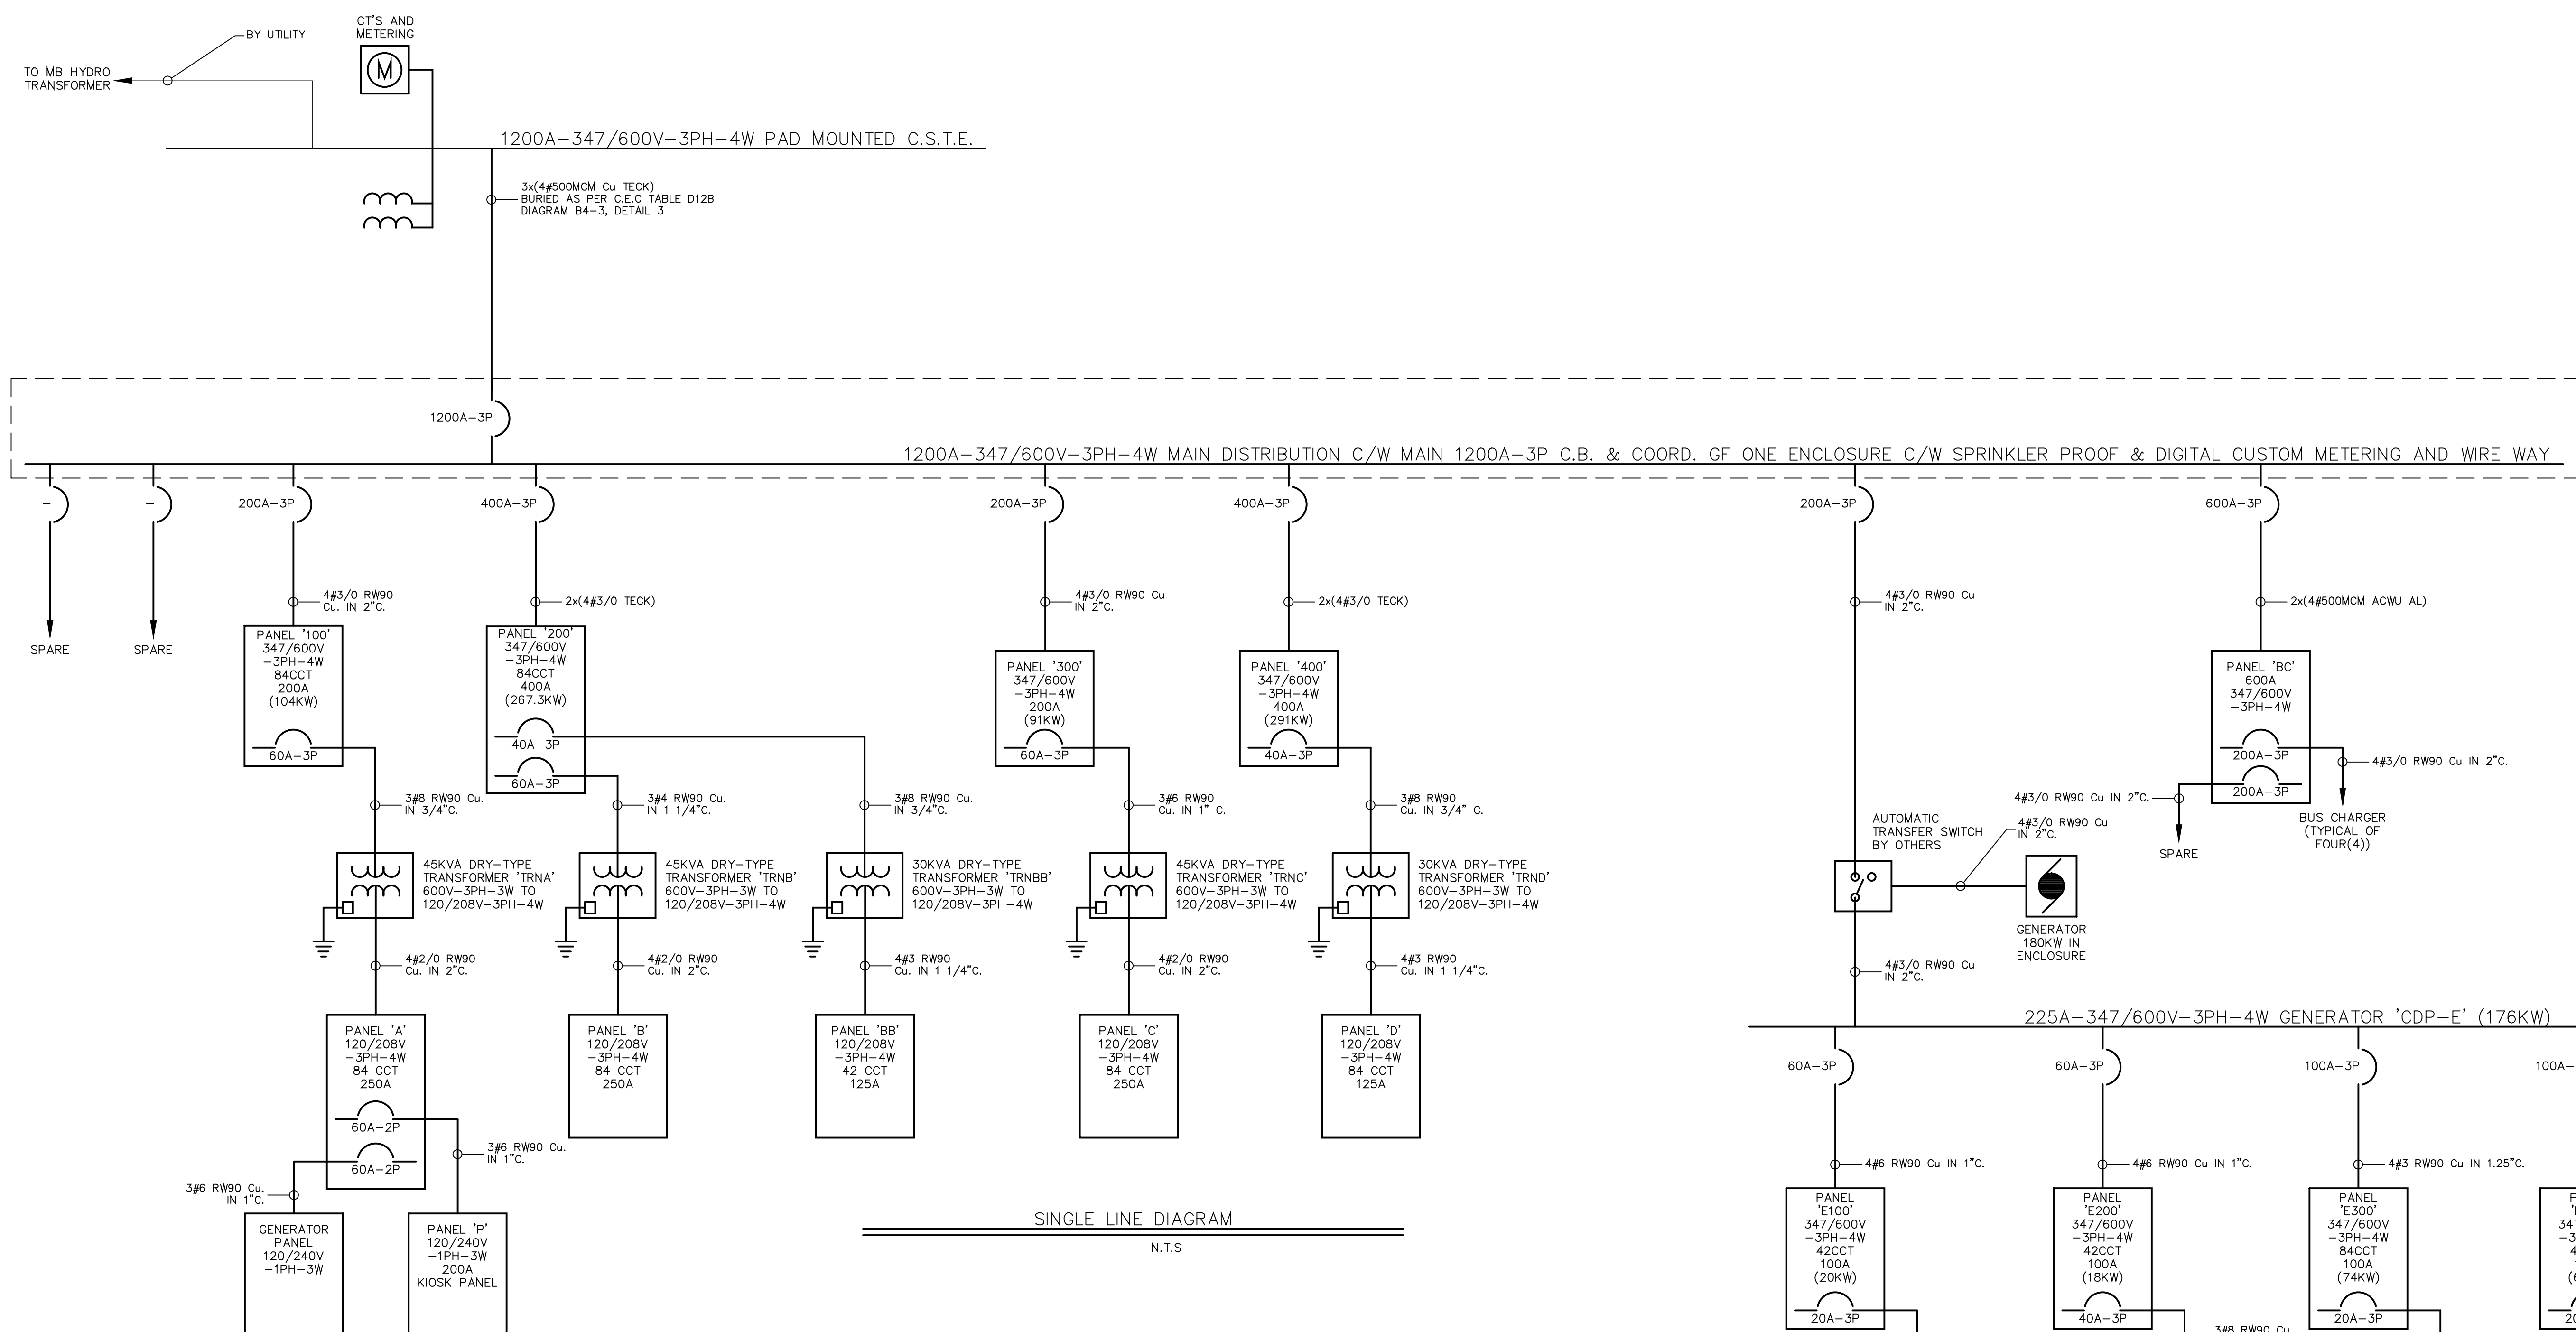 CT'S AND
METERING
BY UTILITY
M
TO MB HYDRO
TRANSFORMER
1200A-347/600V-3PH-4W PAD MOUNTED C.S.T.E.
3x(4#500MCM Cu TECK)
BURIED AS PER C.E.C TABLE D12B
DIAGRAM B4-3, DETAIL 3
1200A-3P
1200A-347/600V-3PH-4W MAIN DISTRIBUTION C/W MAIN 1200A-3P C.B. & COORD. GF ONE ENCLOSURE C/W SPRINKLER PROOF & DIGITAL CUSTOM METERING AND WIRE WAY
-
SPARE
-
SPARE
200A-3P
4#3/0 RW90
Cu. IN 2"C.
PANEL '100'
347/600V
-3PH-4W
84CCT
200A
(104KW)
60A-3P
400A-3P
2x(4#3/0 TECK)
PANEL '200'
347/600V
-3PH-4W
84CCT
400A
(267.3KW)
40A-3P
60A-3P
200A-3P
4#3/0 RW90 Cu
IN 2"C.
PANEL '300'
347/600V
-3PH-4W
200A
(91KW)
60A-3P
400A-3P
2x(4#3/0 TECK)
PANEL '400'
347/600V
-3PH-4W
400A
(291KW)
40A-3P
200A-3P
4#3/0 RW90 Cu
IN 2"C.
600A-3P
2x(4#500MCM ACWU AL)
PANEL 'BC'
600A
347/600V
-3PH-4W
200A-3P
200A-3P
4#3/0 RW90 Cu IN 2"C.
4#3/0 RW90 Cu IN 2"C.
SPARE
BUS CHARGER
(TYPICAL OF
FOUR(4))
3#8 RW90 Cu.
IN 3/4"C.
3#4 RW90 Cu.
IN 1 1/4"C.
3#8 RW90 Cu.
IN 3/4"C.
3#6 RW90
Cu. IN 1" C.
3#8 RW90
Cu. IN 3/4" C.
45KVA DRY-TYPE
TRANSFORMER 'TRNA'
600V-3PH-3W TO
120/208V-3PH-4W
45KVA DRY-TYPE
TRANSFORMER 'TRNB'
600V-3PH-3W TO
120/208V-3PH-4W
30KVA DRY-TYPE
TRANSFORMER 'TRNBB'
600V-3PH-3W TO
120/208V-3PH-4W
45KVA DRY-TYPE
TRANSFORMER 'TRNC'
600V-3PH-3W TO
120/208V-3PH-4W
30KVA DRY-TYPE
TRANSFORMER 'TRND'
600V-3PH-3W TO
120/208V-3PH-4W
AUTOMATIC
TRANSFER SWITCH
BY OTHERS
4#3/0 RW90 Cu
IN 2"C.
GENERATOR
180KW IN
ENCLOSURE
4#2/0 RW90
Cu. IN 2"C.
4#2/0 RW90
Cu. IN 2"C.
4#3 RW90
Cu. IN 1 1/4"C.
4#2/0 RW90
Cu. IN 2"C.
4#3 RW90
Cu. IN 1 1/4"C.
4#3/0 RW90 Cu
IN 2"C.
PANEL 'A'
120/208V
-3PH-4W
84 CCT
250A
60A-2P
60A-2P
PANEL 'B'
120/208V
-3PH-4W
84 CCT
250A
PANEL 'BB'
120/208V
-3PH-4W
42 CCT
125A
PANEL 'C'
120/208V
-3PH-4W
84 CCT
250A
PANEL 'D'
120/208V
-3PH-4W
84 CCT
125A
225A-347/600V-3PH-4W GENERATOR 'CDP-E' (176KW)
60A-3P
60A-3P
100A-3P
100A-
3#6 RW90 Cu.
IN 1"C.
3#6 RW90 Cu.
IN 1"C.
GENERATOR
PANEL
120/240V
-1PH-3W
PANEL 'P'
120/240V
-1PH-3W
200A
KIOSK PANEL
4#6 RW90 Cu IN 1"C.
4#6 RW90 Cu IN 1"C.
4#3 RW90 Cu IN 1.25"C.
PANEL
'E100'
347/600V
-3PH-4W
42CCT
100A
(20KW)
20A-3P
PANEL
'E200'
347/600V
-3PH-4W
42CCT
100A
(18KW)
40A-3P
PANEL
'E300'
347/600V
-3PH-4W
84CCT
100A
(74KW)
20A-3P
3#8 RW90 Cu.
SINGLE LINE DIAGRAM
N.T.S